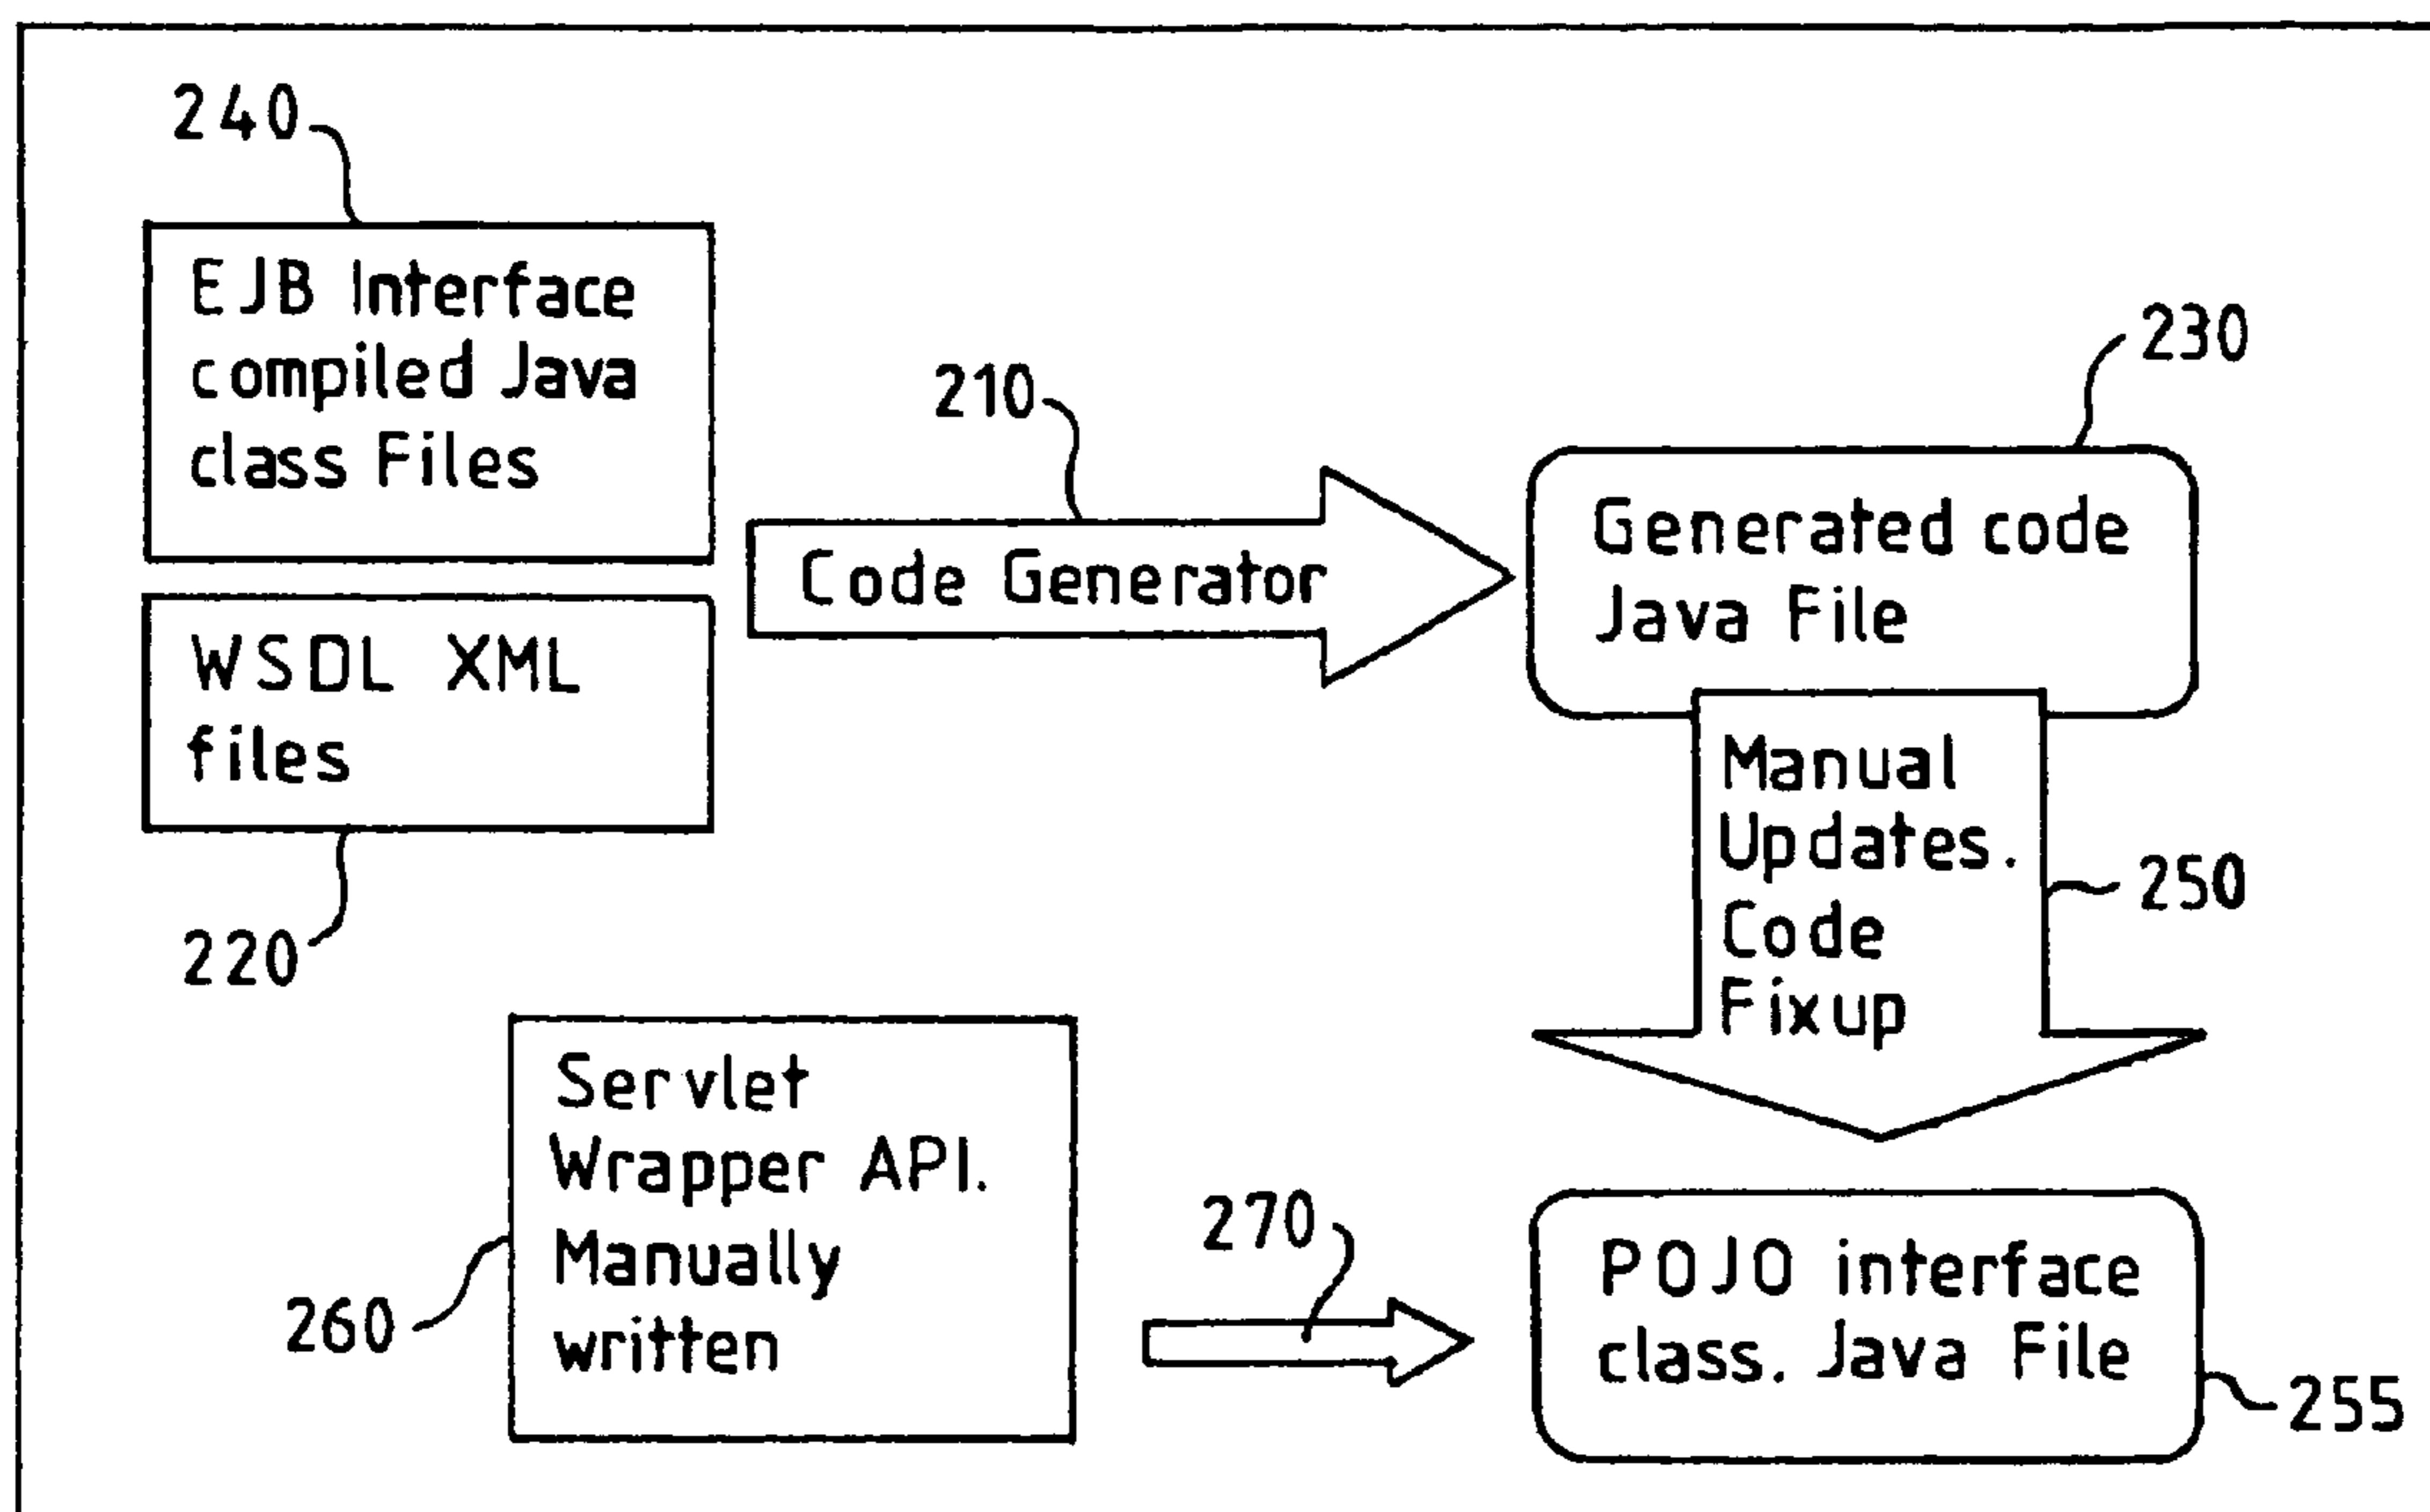 240
EJB Interface
compiled Java
class Files
WSDL XML
files
220
210
Code Generator
230
Generated code
Java File
Manual
Updates.
Code
Fixup
250
Servlet
Wrapper API.
Manually
written
260
270
POJO interface
class. Java File
255